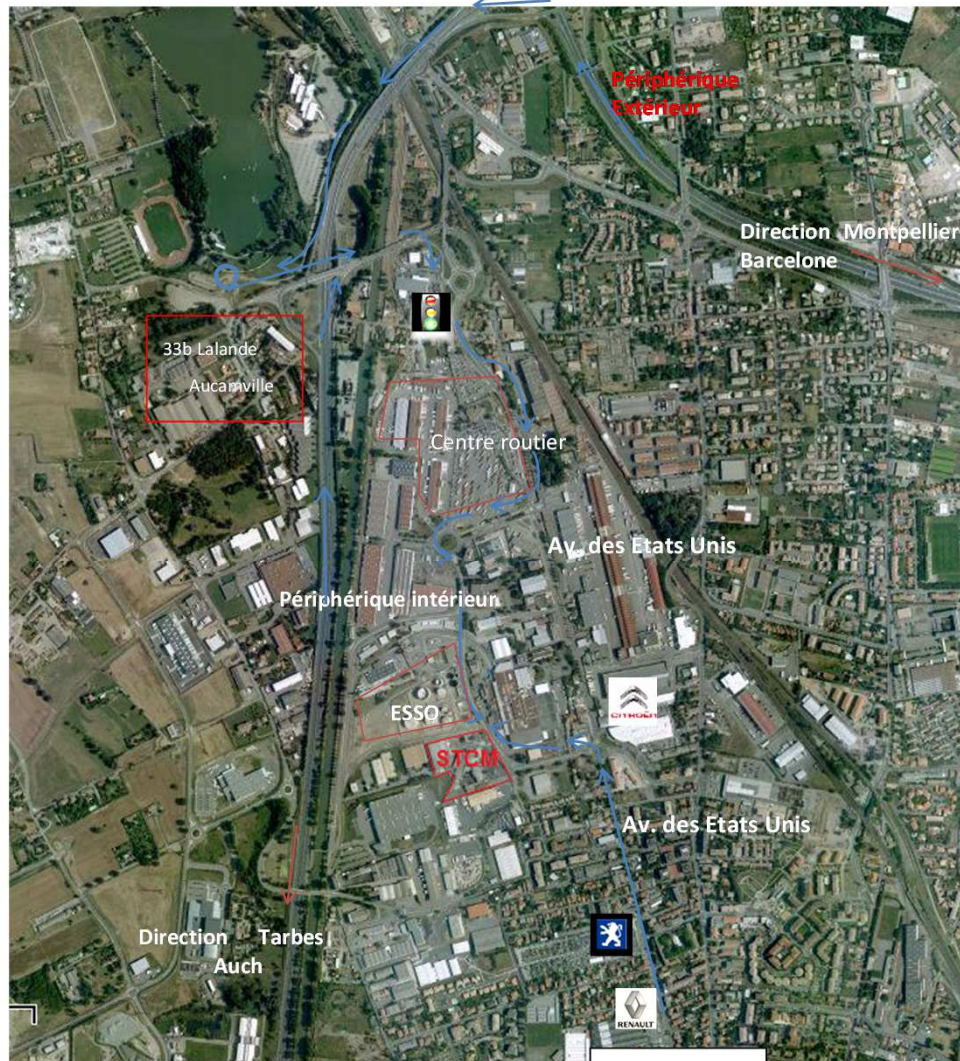 Périphérique
Extérieur
Direction Montpellier
Barcelone
33b Lalande
Aucamville
Centre routier
Av. des Etats Unis
Périphérique intérieur
CITROËN
ESSO
STCM
Av. des Etats Unis
Direction Tarbes
Auch
RENAULT